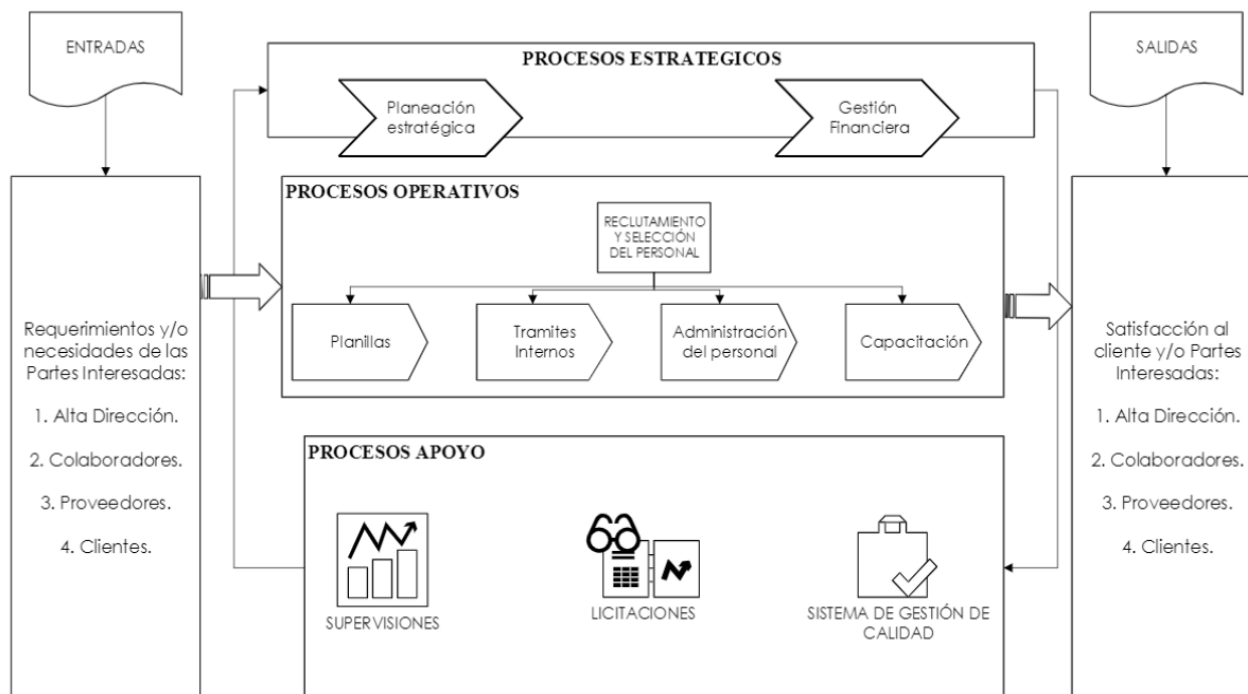 ENTRADAS
PROCESOS ESTRATEGICOS
SALIDAS
Planeación
estratégica
Gestión
Financiera
PROCESOS OPERATIVOS
RECLUTAMIENTO
Y SELECCIÓN
DEL PERSONAL
Planillas
Tramites
Internos
Administración
del personal
Capacitación
Requerimientos y/o
necesidades de las
Partes Interesadas:
1. Alta Dirección.
2. Colaboradores.
3. Proveedores.
4. Clientes.
Satisfacción al
cliente y/o Partes
Interesadas:
1. Alta Dirección.
2. Colaboradores.
3. Proveedores.
4. Clientes.
PROCESOS APOYO
SUPERVISIONES
LICITACIONES
SISTEMA DE GESTIÓN DE
CALIDAD